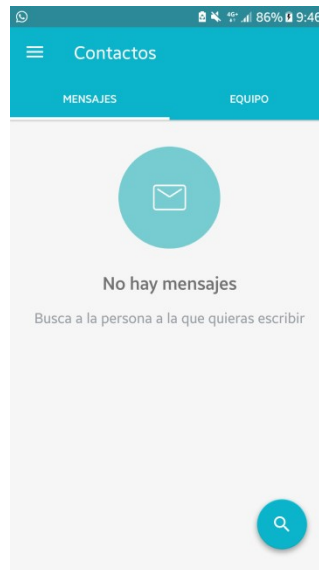 86% 9:46
Contactos
MENSAJES
EQUIPO
No hay mensajes
Busca a la persona a la que quieras escribir